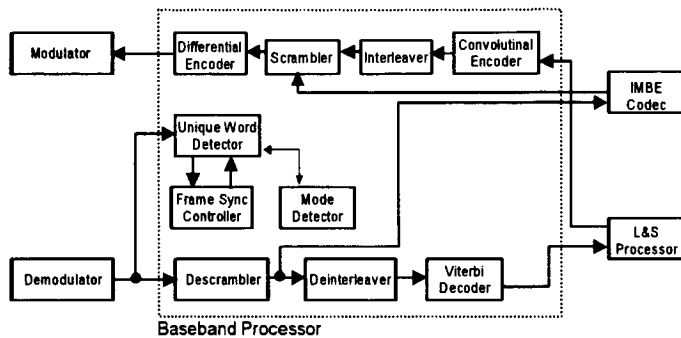 Modulator
Differential
Encoder
Scrambler
Interleaver
Convolutinal
Encoder
IMBE
Codec
Unique Word
Detector
Frame Sync
Controller
Mode
Detector
L&S
Processor
Demodulator
Descrambler
Deinterleaver
Viterbi
Decoder
Baseband Processor